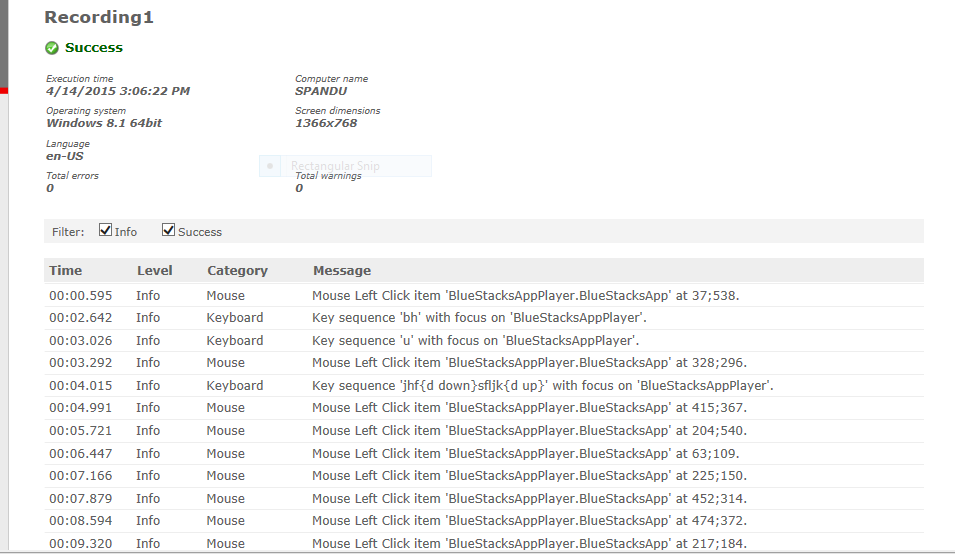 Recording1
Success
Execution time Computer name
4/14/2015 3:06:22 PM SPANDU
Operating system Screen dimensions
Windows 8.1 64bit 1366x768
Language
en-US
Rectangular Snip
Total errors Total warnings
0 0
Filter: Info Success
Time Level Category Message
00:00.595 Info Mouse Mouse Left Click item 'BlueStacksAppPlayer.BlueStacksApp' at 37;538.
00:02.642 Info Keyboard Key sequence 'bh' with focus on 'BlueStacksAppPlayer'.
00:03.026 Info Keyboard Key sequence 'u' with focus on 'BlueStacksAppPlayer'.
00:03.292 Info Mouse Mouse Left Click item 'BlueStacksAppPlayer.BlueStacksApp' at 328;296.
00:04.015 Info Keyboard Key sequence 'jhf{d down}sfljk{d up}' with focus on 'BlueStacksAppPlayer'.
00:04.991 Info Mouse Mouse Left Click item 'BlueStacksAppPlayer.BlueStacksApp' at 415;367.
00:05.721 Info Mouse Mouse Left Click item 'BlueStacksAppPlayer.BlueStacksApp' at 204;540.
00:06.447 Info Mouse Mouse Left Click item 'BlueStacksAppPlayer.BlueStacksApp' at 63;109.
00:07.166 Info Mouse Mouse Left Click item 'BlueStacksAppPlayer.BlueStacksApp' at 225;150.
00:07.879 Info Mouse Mouse Left Click item 'BlueStacksAppPlayer.BlueStacksApp' at 452;314.
00:08.594 Info Mouse Mouse Left Click item 'BlueStacksAppPlayer.BlueStacksApp' at 474;372.
00:09.320 Info Mouse Mouse Left Click item 'BlueStacksAppPlayer.BlueStacksApp' at 217;184.